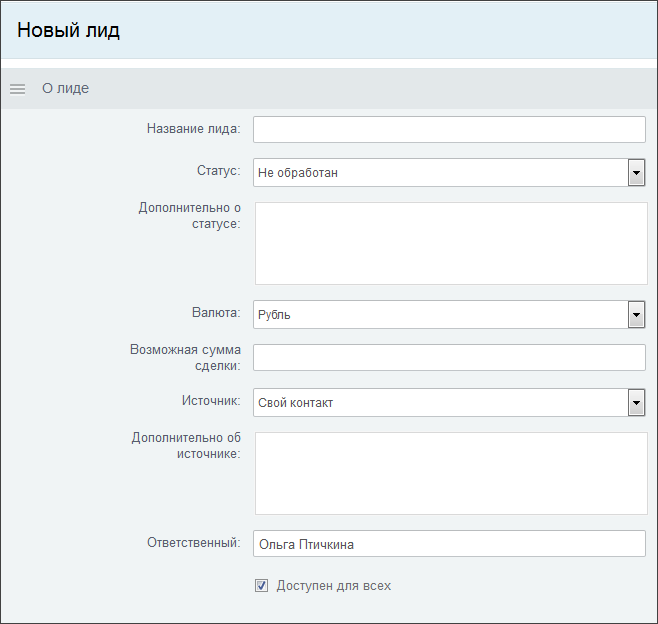 Новый лид
О лиде
Название лида:
Статус: Не обработан
Дополнительно о
статусе:
Валюта: Рубль
Возможная сумма
сделки:
Источник: Свой контакт
Дополнительно об
источнике:
Ответственный: Ольга Птичкина
Доступен для всех